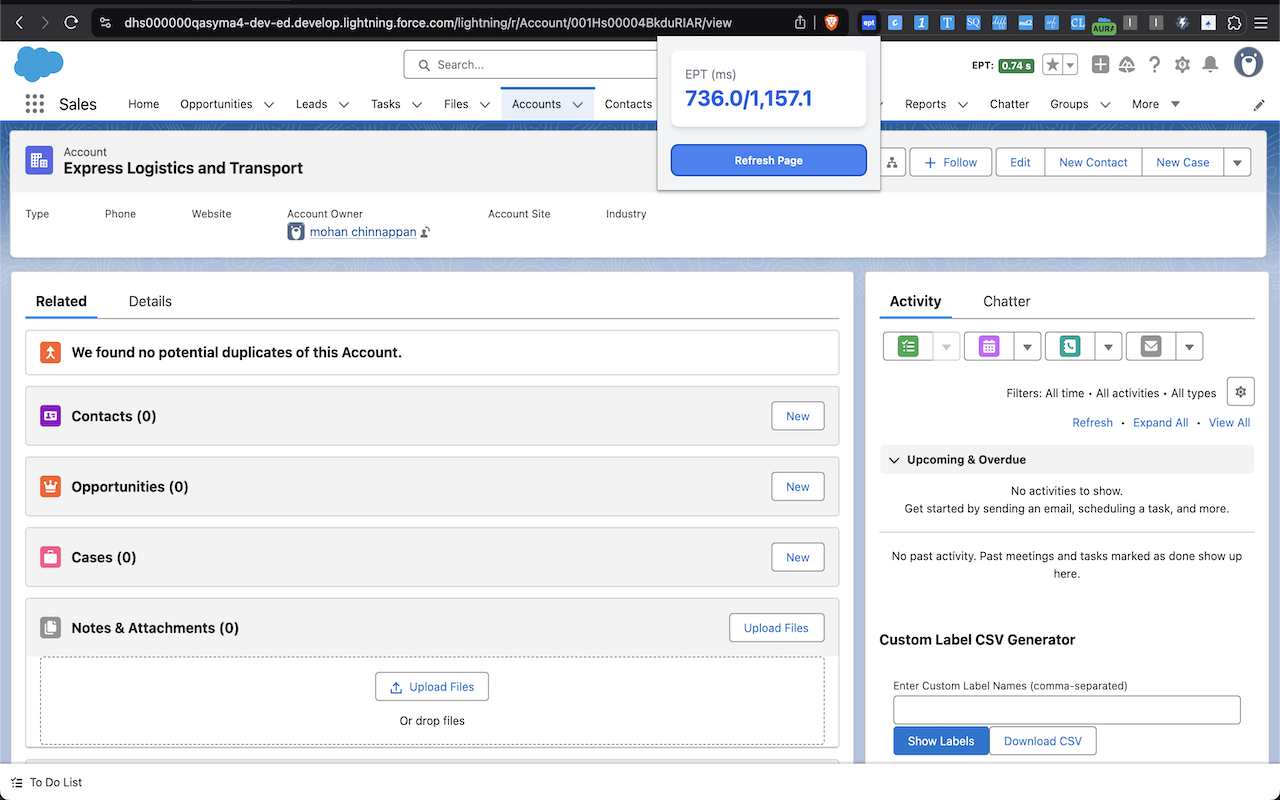 dhs000000qasyma4-dev-ed.develop.lightning.force.com/lightning/r/Account/001Hs00004BkduRIAR/view
ept
1
T
SQ
CL
AURA
Search...
EPT: 0.74 s
EPT (ms)
736.0/1,157.1
Refresh Page
Sales
Home
Opportunities
Leads
Tasks
Files
Accounts
Contacts
Reports
Chatter
Groups
More
Account
Express Logistics and Transport
Follow
Edit
New Contact
New Case
Type
Phone
Website
Account Owner
Account Site
Industry
mohan chinnappan
Related
Details
We found no potential duplicates of this Account.
Contacts (0)
New
Opportunities (0)
New
Cases (0)
New
Notes & Attachments (0)
Upload Files
Upload Files
Or drop files
Activity
Chatter
Filters: All time • All activities • All types
Refresh • Expand All • View All
Upcoming & Overdue
No activities to show.
Get started by sending an email, scheduling a task, and more.
No past activity. Past meetings and tasks marked as done show up
here.
Custom Label CSV Generator
Enter Custom Label Names (comma-separated)
Show Labels
Download CSV
To Do List